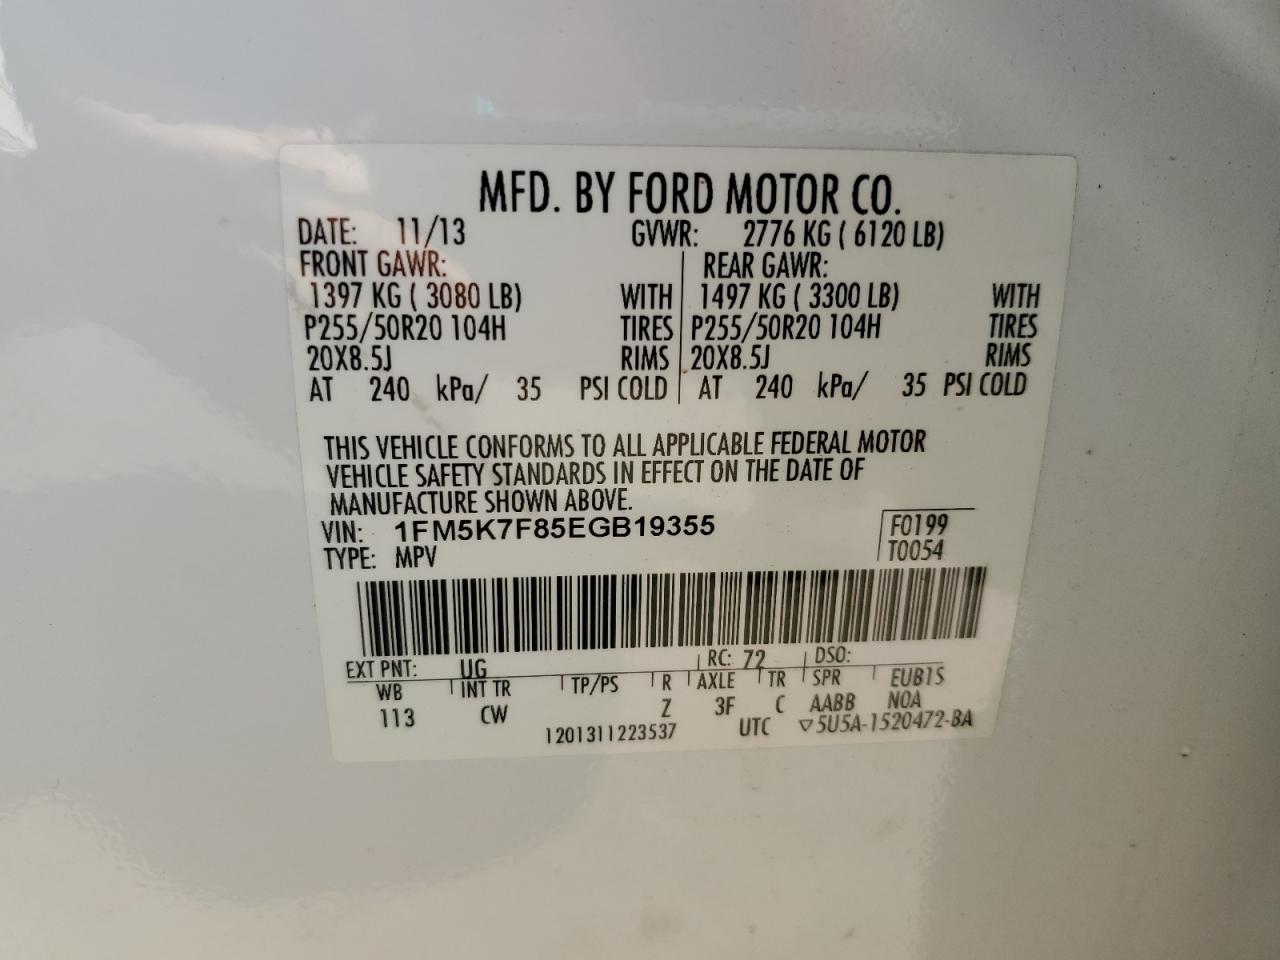 MFD. BY FORD MOTOR CO.
DATE: 11/13 GVWR: 2776 KG ( 6120 LB)
FRONT GAWR: REAR GAWR:
1397 KG ( 3080 LB) WITH 1497 KG ( 3300 LB) WITH
P255/50R20 104H TIRES P255/50R20 104H TIRES
20X8.5J RIMS 20X8.5J RIMS
AT 240 kPa/ 35 PSI COLD AT 240 kPa/ 35 PSI COLD
THIS VEHICLE CONFORMS TO ALL APPLICABLE FEDERAL MOTOR
VEHICLE SAFETY STANDARDS IN EFFECT ON THE DATE OF
MANUFACTURE SHOWN ABOVE.
VIN: 1FM5K7F85EGB19355 F0199
TYPE: MPV T0054
EXT PNT: UG RC: 72 DSO:
WB INT TR TP/PS R AXLE TR SPR EUB1S
113 CW Z 3F C AABB NOA
1201311223537 UTC ▽5U5A-1520472-BA